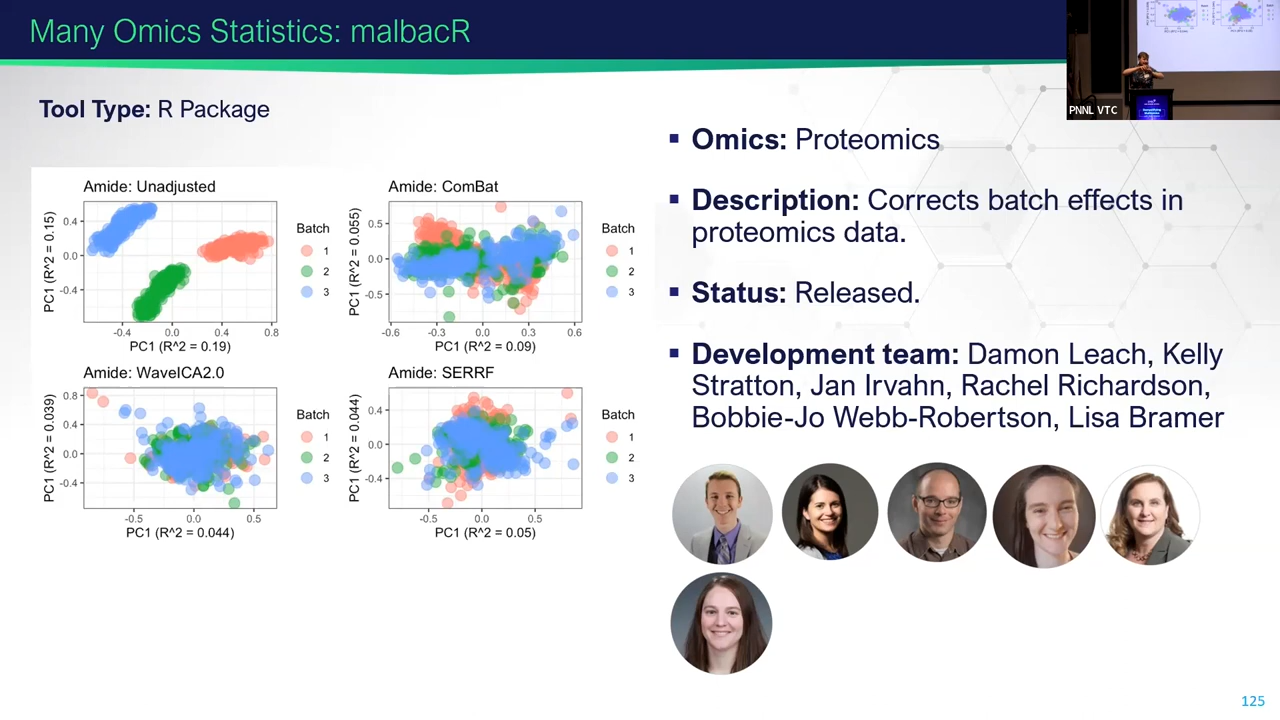 Many Omics Statistics: malbacR
PNNL VTC
Tool Type: R Package
Amide: Unadjusted
PC1 (R^2 = 0.15)
0.4
0.0
-0.4
-0.4
0.0
0.4
0.8
PC1 (R^2 = 0.19)
Batch
1
2
3
Amide: ComBat
PC1 (R^2 = 0.055)
0.5
0.0
-0.5
-0.6
-0.3
0.0
0.3
0.6
PC1 (R^2 = 0.09)
Batch
1
2
3
Amide: WaveICA2.0
PC1 (R^2 = 0.039)
0.8
0.4
0.0
-0.4
-0.5
0.0
0.5
PC1 (R^2 = 0.044)
Batch
1
2
3
Amide: SERRF
PC1 (R^2 = 0.044)
0.4
0.0
-0.4
-0.5
0.0
0.5
PC1 (R^2 = 0.05)
Batch
1
2
3
▪ Omics: Proteomics
▪ Description: Corrects batch effects in
proteomics data.
▪ Status: Released.
▪ Development team: Damon Leach, Kelly
Stratton, Jan Irvahn, Rachel Richardson,
Bobbie-Jo Webb-Robertson, Lisa Bramer
125